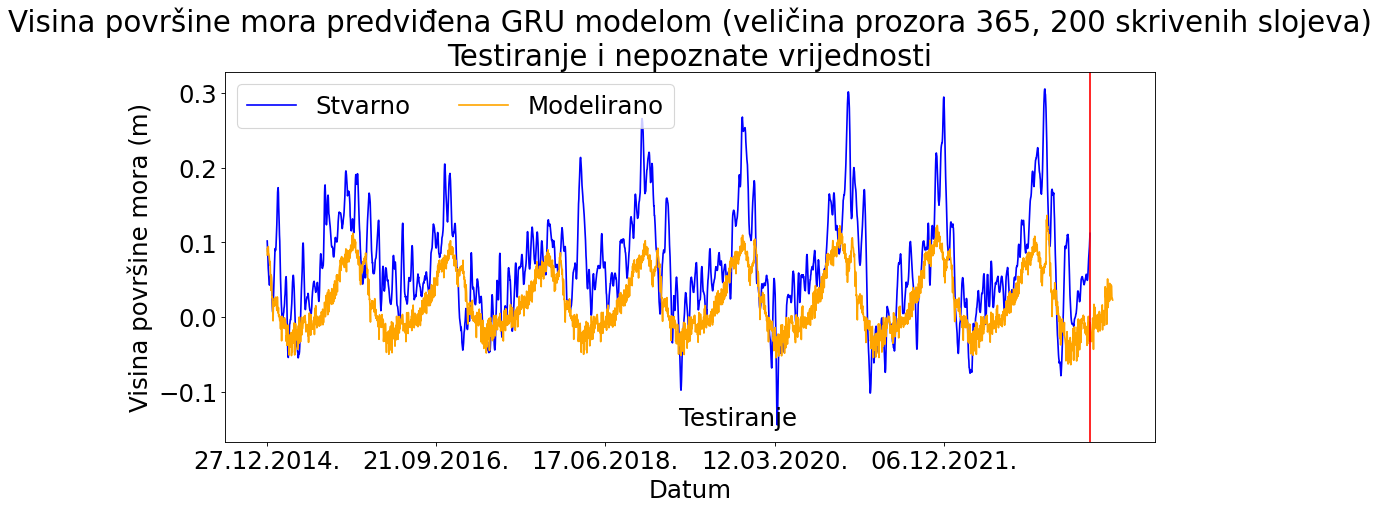 Visina površine mora predviđena GRU modelom (veličina prozora 365, 200 skrivenih slojeva)
Testiranje i nepoznate vrijednosti
Stvarno
Modelirano
Visina površine mora (m)
0.3
0.2
0.1
0.0
−0.1
Testiranje
27.12.2014.
21.09.2016.
17.06.2018.
12.03.2020.
06.12.2021.
Datum